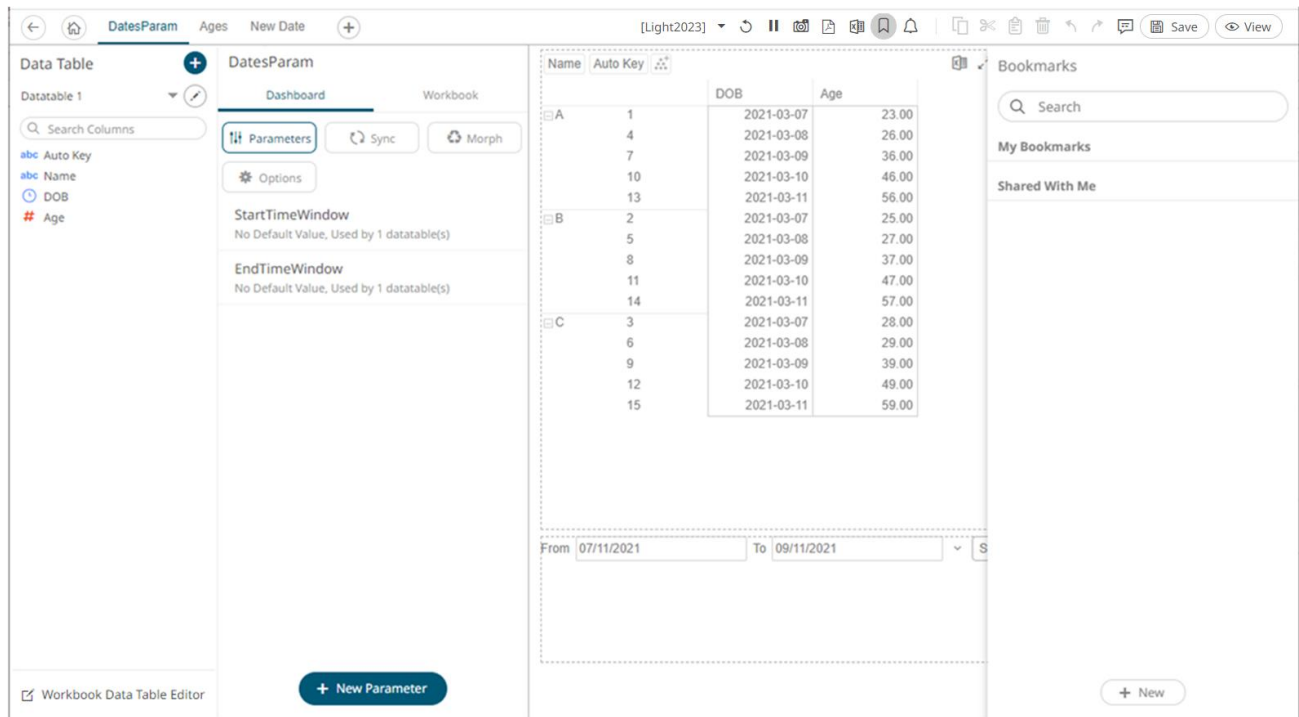 DatesParam Ages New Date
[Light2023] Save View
Data Table
Datatable 1
Search Columns
abc Auto Key
abc Name
DOB
# Age
Workbook Data Table Editor
DatesParam
Dashboard Workbook
Parameters Sync Morph
Options
StartTimeWindow
No Default Value, Used by 1 datatable(s)
EndTimeWindow
No Default Value, Used by 1 datatable(s)
+ New Parameter
Name Auto Key
DOB Age
A 1 2021-03-07 23.00
4 2021-03-08 26.00
7 2021-03-09 36.00
10 2021-03-10 46.00
13 2021-03-11 56.00
B 2 2021-03-07 25.00
5 2021-03-08 27.00
8 2021-03-09 37.00
11 2021-03-10 47.00
14 2021-03-11 57.00
C 3 2021-03-07 28.00
6 2021-03-08 29.00
9 2021-03-09 39.00
12 2021-03-10 49.00
15 2021-03-11 59.00
From 07/11/2021 To 09/11/2021 S
Bookmarks
Search
My Bookmarks
Shared With Me
+ New